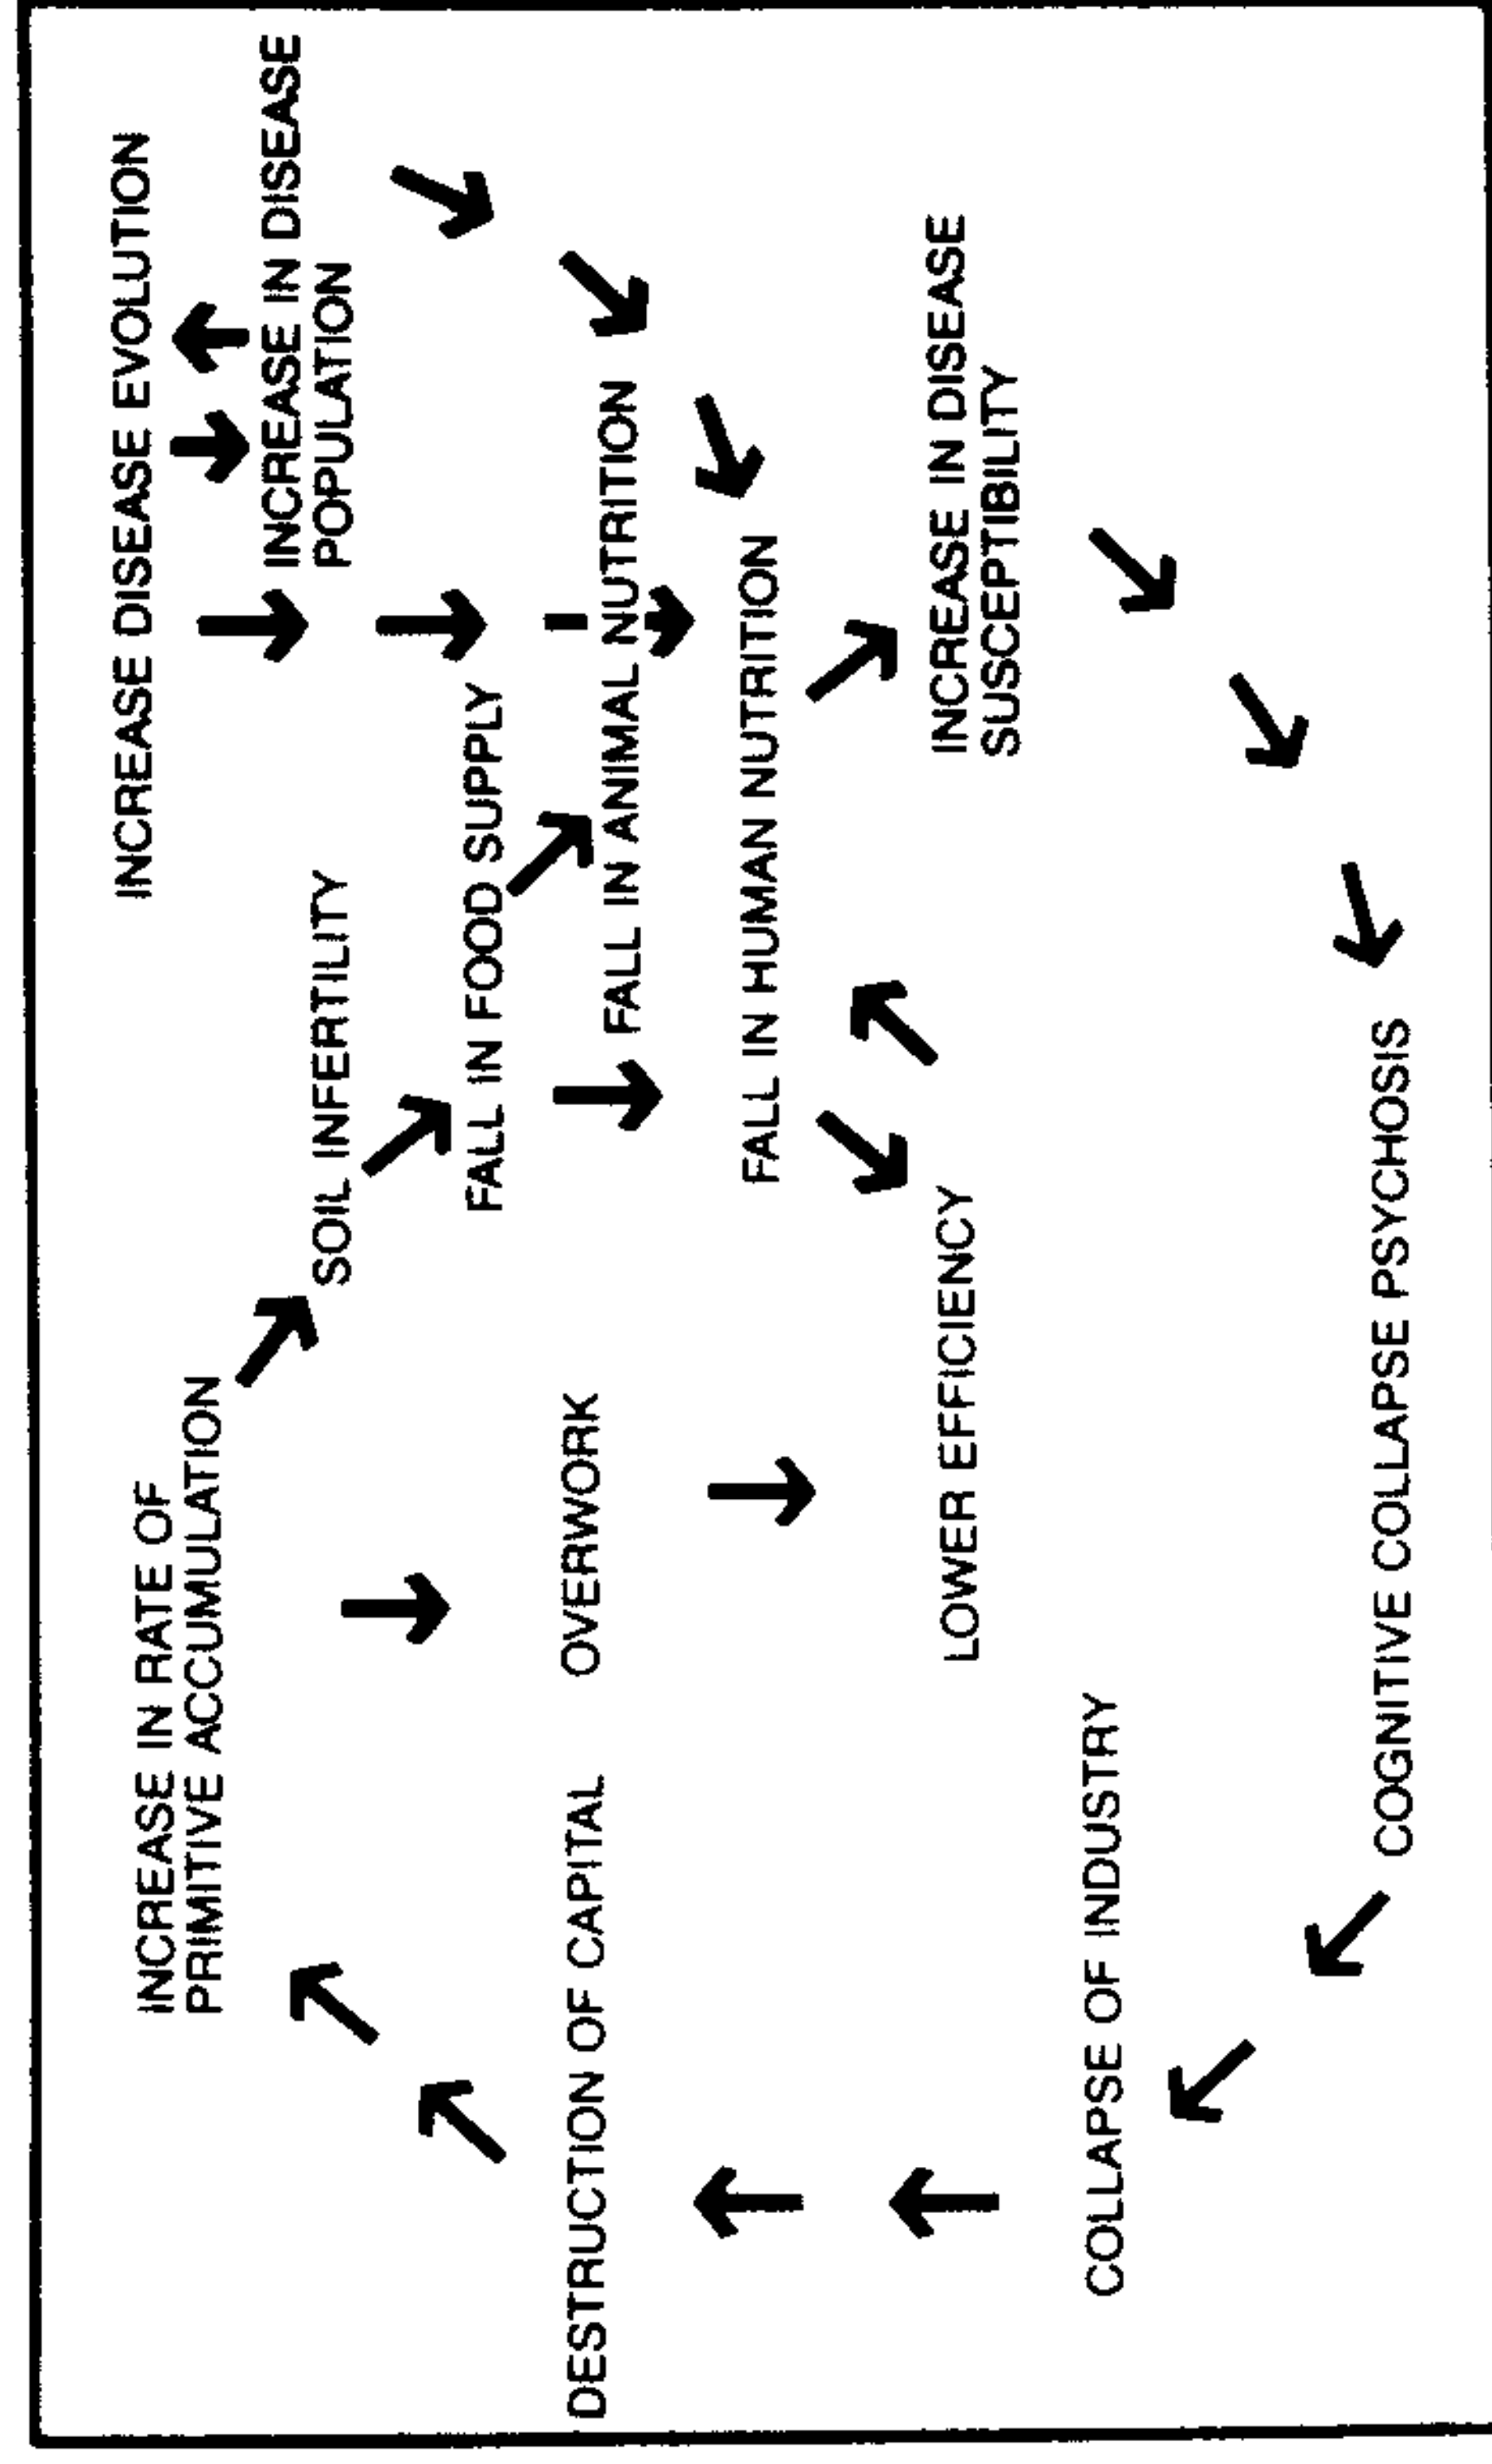 INCREASE DISEASE EVOLUTION
INCREASE IN RATE OF
PRIMITIVE ACCUMULATION
INCREASE IN DISEASE
POPULATION
SOIL INFERTILITY
FALL IN FOOD SUPPLY
OVERWORK
DESTRUCTION OF CAPITAL
FALL IN ANIMAL NUTRITION
FALL IN HUMAN NUTRITION
INCREASE IN DISEASE
SUSCEPTIBILITY
LOWER EFFICIENCY
COLLAPSE OF INDUSTRY
COGNITIVE COLLAPSE PSYCHOSIS